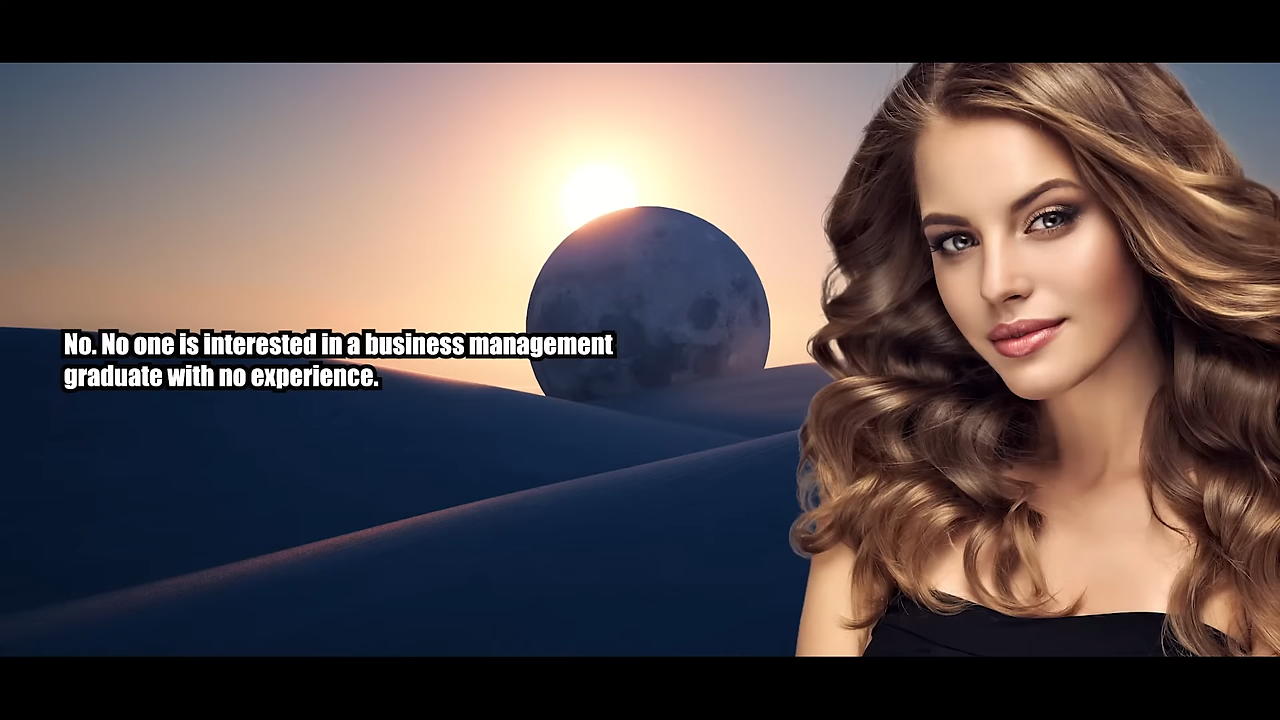 No. No one is interested in a business management
graduate with no experience.